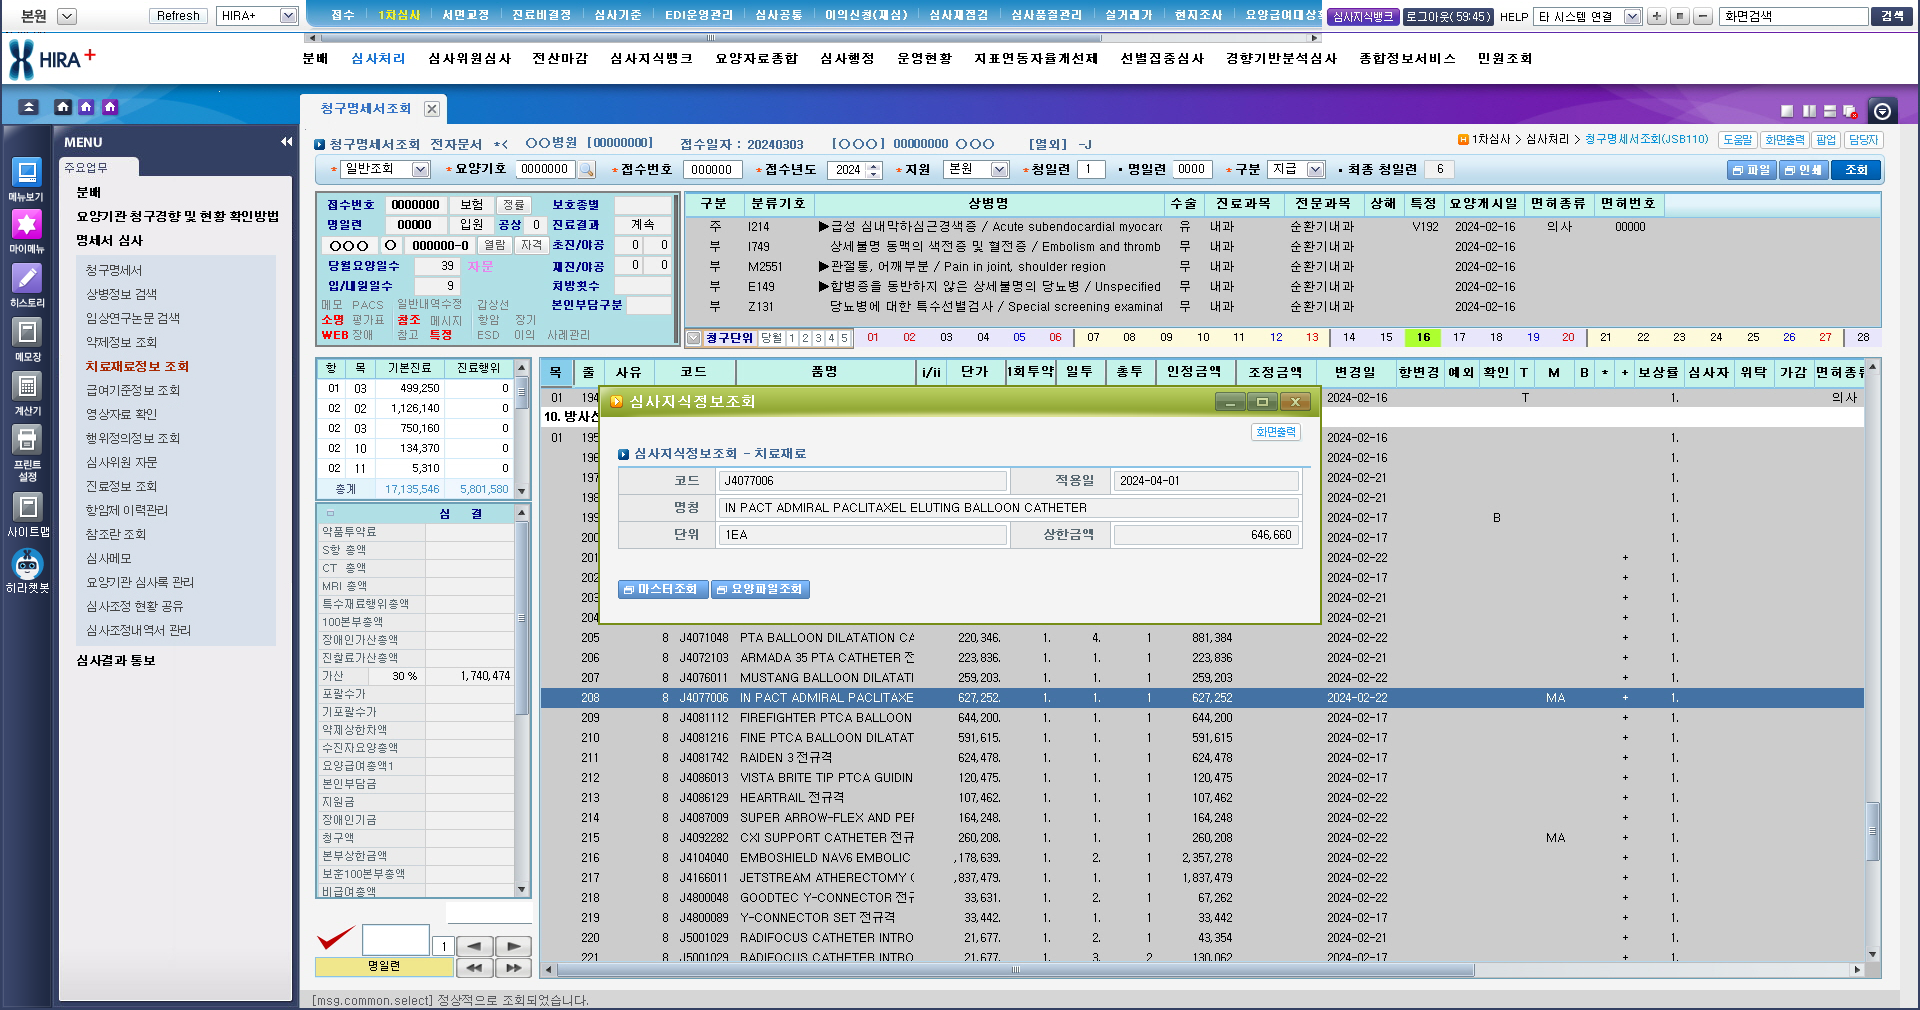 본원 Refresh HIRA+ 접수 1차심사 서면교정 진료비결정 심사기준 EDI운영관리 심사공통 이의신청(재심) 심사재점검 심사품질관리 실거래가 현지조사 요양급여대상 심사지식뱅크 로그아웃(59:45) HELP 타 시스템 연결 화면검색 검색
HIRA+ 분배 심사처리 심사위원심사 전산마감 심사지식뱅크 요양자료종합 심사행정 운영현황 지표연동자율개선제 선별집중심사 경향기반분석심사 종합정보서비스 민원조회
청구명세서조회
MENU
주요업무
분배
요양기관 청구경향 및 현황 확인방법
명세서 심사
청구명세서
상병정보 검색
임상연구논문 검색
약제정보 조회
치료재료정보 조회
급여기준정보 조회
영상자료 확인
행위정의정보 조회
심사위원 자문
진료정보 조회
항암제 이력관리
참조란 조회
심사메모
요양기관 심사록 관리
심사조정 현황 공유
심사조정내역서 관리
심사결과 통보
메뉴보기
마이메뉴
히스토리
메모장
계산기
프린트
설정
사이트맵
히라챗봇
청구명세서조회 전자문서 *< ○○병원 [00000000] 접수일자 : 20240303 [○○○] 00000000 ○○○ [열외] -J
1차심사 > 심사처리 > 청구명세서조회(JSB110) 도움말 화면출력 팝업 담당자
* 일반조회 * 요양기호 0000000 * 접수번호 000000 * 접수년도 2024 * 지원 본원 * 청일련 1 • 명일련 0000 * 구분 지급 • 최종 청일련 6 파일 인쇄 조회
접수번호 0000000 보험 정률 보호종별
명일련 00000 입원 공상 0 진료결과 계속
○○○ ○ 000000-0 열람 자격 초진/야공 0 0
당월요양일수 39 자문 재진/야공 0 0
입/내원일수 9 처방횟수
메모 PACS 일반내역수정 갑상선 본인부담구분
소명 평가표 참조 메시지 항암 장기
WEB 장애 참고 특정 ESD 이의 사례관리
구분 분류기호 상병명 수술 진료과목 전문과목 상해 특정 요양개시일 면허종류 면허번호
주 I214 ▶급성 심내막하심근경색증 / Acute subendocardial myocar 유 내과 순환기내과 V192 2024-02-16 의사 00000
부 I749 상세불명 동맥의 색전증 및 혈전증 / Embolism and thromb 무 내과 순환기내과 2024-02-16
부 M2551 ▶관절통, 어깨부분 / Pain in joint, shoulder region 무 내과 순환기내과 2024-02-16
부 E149 ▶합병증을 동반하지 않은 상세불명의 당뇨병 / Unspecified 무 내과 순환기내과 2024-02-16
부 Z131 당뇨병에 대한 특수선별검사 / Special screening examinat 무 내과 순환기내과 2024-02-16
청구단위 당월 1 2 3 4 5 01 02 03 04 05 06 07 08 09 10 11 12 13 14 15 16 17 18 19 20 21 22 23 24 25 26 27 28
항 목 기본진료 진료행위
01 03 499,250 0
02 02 1,126,140 0
02 03 750,160 0
02 10 134,370 0
02 11 5,310 0
총계 17,135,546 5,801,580
심 결
약품투약료
S항 총액
CT 총액
MRI 총액
특수재료행위총액
100본부총액
장애인가산총액
진찰료가산총액
가산 30 % 1,740,474
포괄수가
기포괄수가
약제상한차액
수진자요양총액
요양급여총액1
본인부담금
지원금
장애인기금
청구액
본부상한금액
보훈100본부총액
비급여총액
1
명일련
목 줄 사유 코드 품명 i/ii 단가 1회투약 일투 총투 인정금액 조정금액 변경일 항변경 예외 확인 T M B * + 보상률 심사자 위탁 가감 면허종류
01 194 2024-02-16 T 1. 의사
10. 방사선
01 195 2024-02-16 1.
196 2024-02-16 1.
197 2024-02-21 1.
198 2024-02-21 1.
199 2024-02-17 B 1.
200 2024-02-17 1.
201 2024-02-22 + 1.
202 2024-02-17 + 1.
203 2024-02-21 + 1.
204 2024-02-21 + 1.
심사지식정보조회
화면출력
심사지식정보조회 - 치료재료
코드 J4077006 적용일 2024-04-01
명칭 IN PACT ADMIRAL PACLITAXEL ELUTING BALLOON CATHETER
단위 1EA 상한금액 646,660
마스터조회 요양파일조회
205 8 J4071048 PTA BALLOON DILATATION CA 220,346. 1. 4. 1 881,384 2024-02-22 + 1.
206 8 J4072103 ARMADA 35 PTA CATHETER 전 223,836. 1. 1. 1 223,836 2024-02-21 + 1.
207 8 J4076011 MUSTANG BALLOON DILATATI 259,203. 1. 1. 1 259,203 2024-02-22 + 1.
208 8 J4077006 IN PACT ADMIRAL PACLITAXE 627,252. 1. 1. 1 627,252 2024-02-22 MA + 1.
209 8 J4081112 FIREFIGHTER PTCA BALLOON 644,200. 1. 1. 1 644,200 2024-02-17 + 1.
210 8 J4081216 FINE PTCA BALLOON DILATAT 591,615. 1. 1. 1 591,615 2024-02-17 + 1.
211 8 J4081742 RAIDEN 3 전규격 624,478. 1. 1. 1 624,478 2024-02-17 + 1.
212 8 J4086013 VISTA BRITE TIP PTCA GUIDIN 120,475. 1. 1. 1 120,475 2024-02-22 + 1.
213 8 J4086129 HEARTRAIL 전규격 107,462. 1. 1. 1 107,462 2024-02-17 + 1.
214 8 J4087009 SUPER ARROW-FLEX AND PER 164,248. 1. 1. 1 164,248 2024-02-22 + 1.
215 8 J4092282 CXI SUPPORT CATHETER 전규 260,208. 1. 1. 1 260,208 2024-02-22 MA + 1.
216 8 J4104040 EMBOSHIELD NAV6 EMBOLIC ,178,639. 1. 2. 1 2,357,278 2024-02-22 + 1.
217 8 J4166011 JETSTREAM ATHERECTOMY C ,837,479. 1. 1. 1 1,837,479 2024-02-22 + 1.
218 8 J4800048 GOODTEC Y-CONNECTOR 전규 33,631. 1. 2. 1 67,262 2024-02-22 + 1.
219 8 J4800089 Y-CONNECTOR SET 전규격 33,442. 1. 1. 1 33,442 2024-02-17 + 1.
220 8 J5001029 RADIFOCUS CATHETER INTRO 21,677. 1. 2. 1 43,354 2024-02-21 + 1.
221 8 J5001029 RADIFOCUS CATHETER INTRO 21,677. 1. 3. 2 130,062 2024-02-17 + 1.
[msg.common.select] 정상적으로 조회되었습니다.